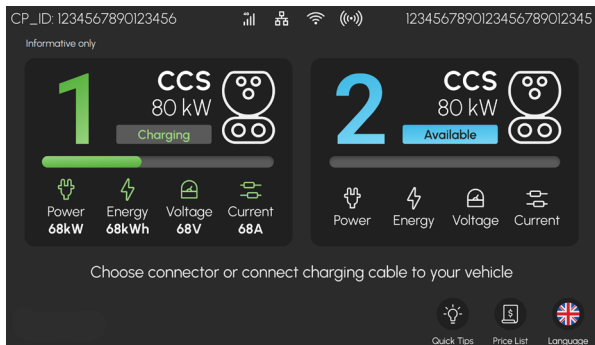 CP_ID: 1234567890123456
1234567890123456789012345
Informative only
1
CCS
80 kW
Charging
Power
68kW
Energy
68kWh
Voltage
68V
Current
68A
2
CCS
80 kW
Available
Power
Energy
Voltage
Current
Choose connector or connect charging cable to your vehicle
Quick Tips
Price List
Language